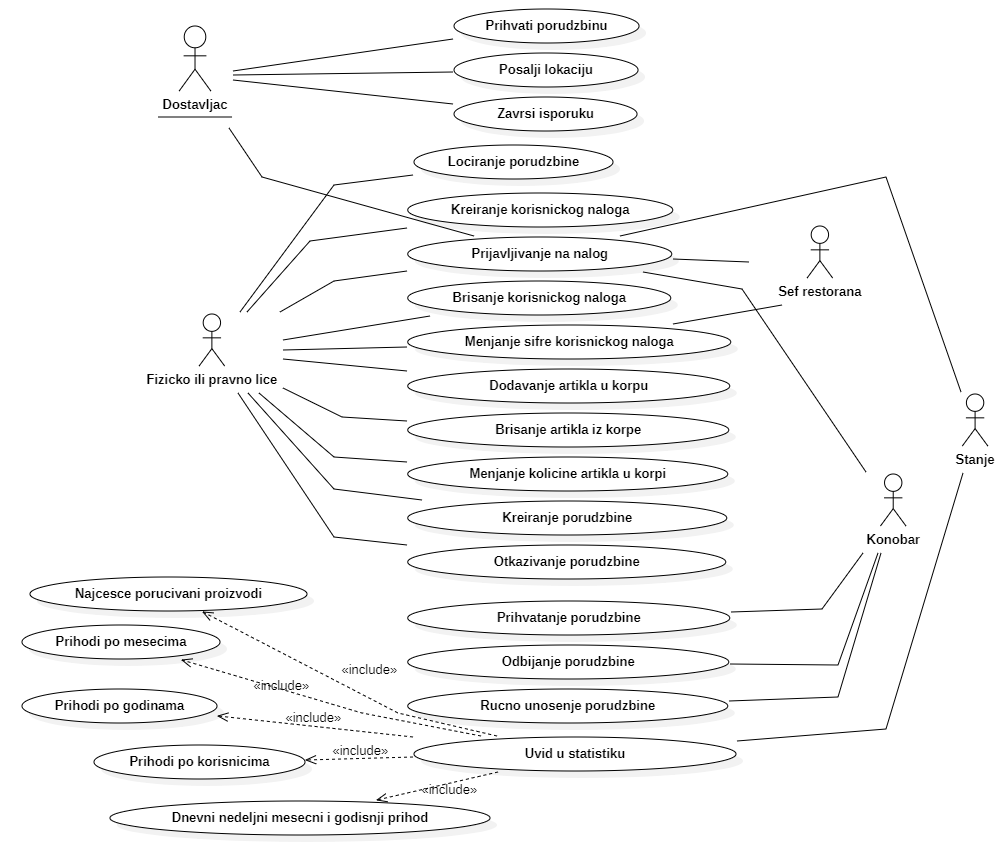 Prihvati porudzbinu
Posalji lokaciju
Dostavljac
Zavrsi isporuku
Lociranje porudzbine
Kreiranje korisnickog naloga
Prijavljivanje na nalog
Sef restorana
Brisanje korisnickog naloga
Menjanje sifre korisnickog naloga
Fizicko ili pravno lice
Dodavanje artikla u korpu
Brisanje artikla iz korpe
Stanje
Menjanje kolicine artikla u korpi
Kreiranje porudzbine
Konobar
Otkazivanje porudzbine
Najcesce porucivani proizvodi
Prihvatanje porudzbine
Prihodi po mesecima
Odbijanje porudzbine
«include»
«include»
Prihodi po godinama
Rucno unosenje porudzbine
«include»
Uvid u statistiku
«include»
Prihodi po korisnicima
«include»
Dnevni nedeljni mesecni i godisnji prihod